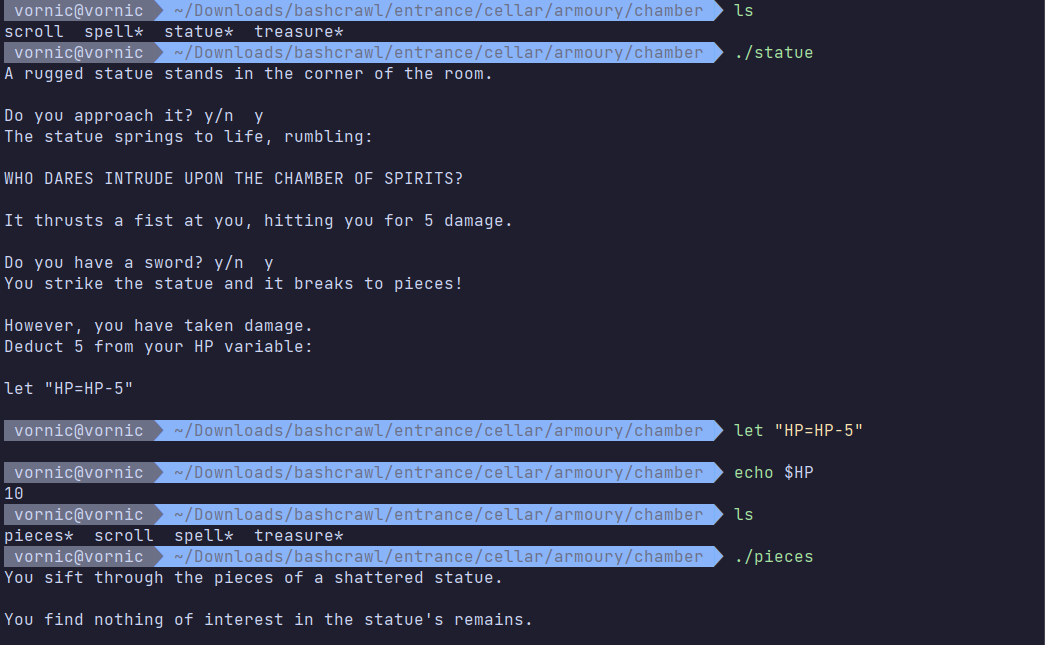 vornic@vornic ~/Downloads/bashcrawl/entrance/cellar/armoury/chamber ls
scroll  spell*  statue*  treasure*
vornic@vornic ~/Downloads/bashcrawl/entrance/cellar/armoury/chamber ./statue
A rugged statue stands in the corner of the room.
Do you approach it? y/n  y
The statue springs to life, rumbling:
WHO DARES INTRUDE UPON THE CHAMBER OF SPIRITS?
It thrusts a fist at you, hitting you for 5 damage.
Do you have a sword? y/n  y
You strike the statue and it breaks to pieces!
However, you have taken damage.
Deduct 5 from your HP variable:
let "HP=HP-5"
vornic@vornic ~/Downloads/bashcrawl/entrance/cellar/armoury/chamber let "HP=HP-5"
vornic@vornic ~/Downloads/bashcrawl/entrance/cellar/armoury/chamber echo $HP
10
vornic@vornic ~/Downloads/bashcrawl/entrance/cellar/armoury/chamber ls
pieces*  scroll  spell*  treasure*
vornic@vornic ~/Downloads/bashcrawl/entrance/cellar/armoury/chamber ./pieces
You sift through the pieces of a shattered statue.
You find nothing of interest in the statue's remains.